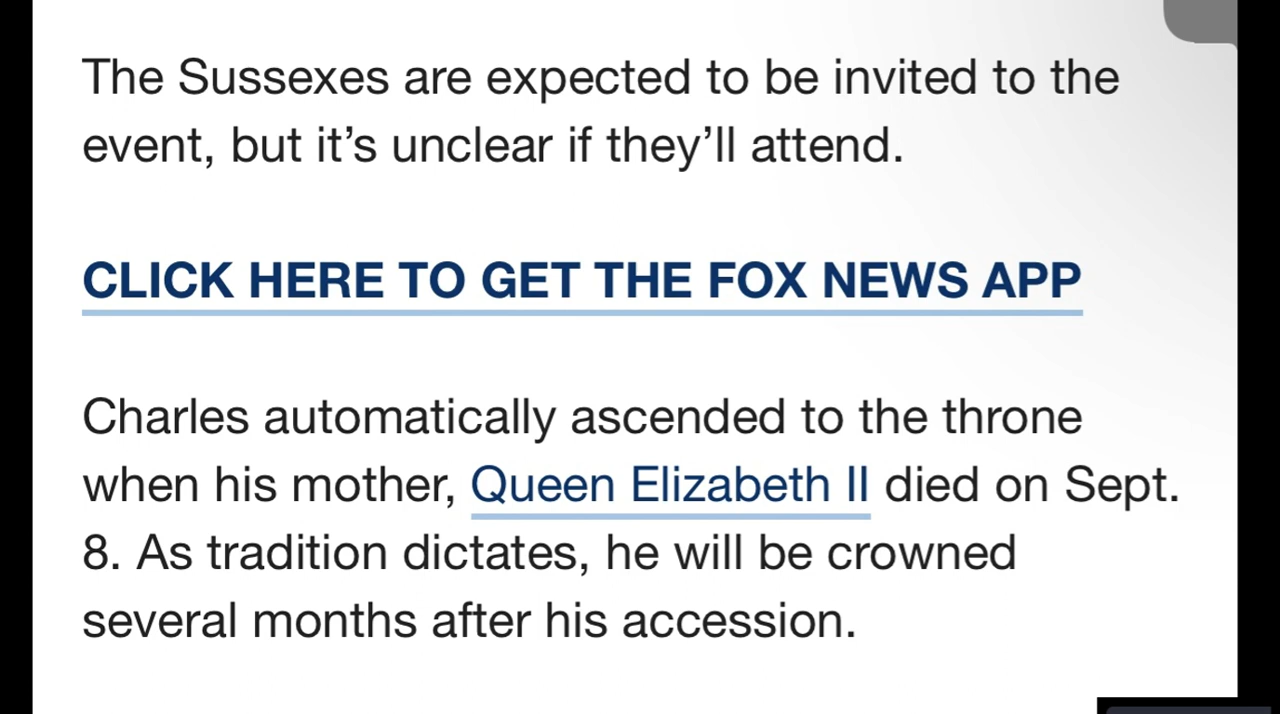 The Sussexes are expected to be invited to the
event, but it’s unclear if they’ll attend.
CLICK HERE TO GET THE FOX NEWS APP
Charles automatically ascended to the throne
when his mother, Queen Elizabeth II died on Sept.
8. As tradition dictates, he will be crowned
several months after his accession.